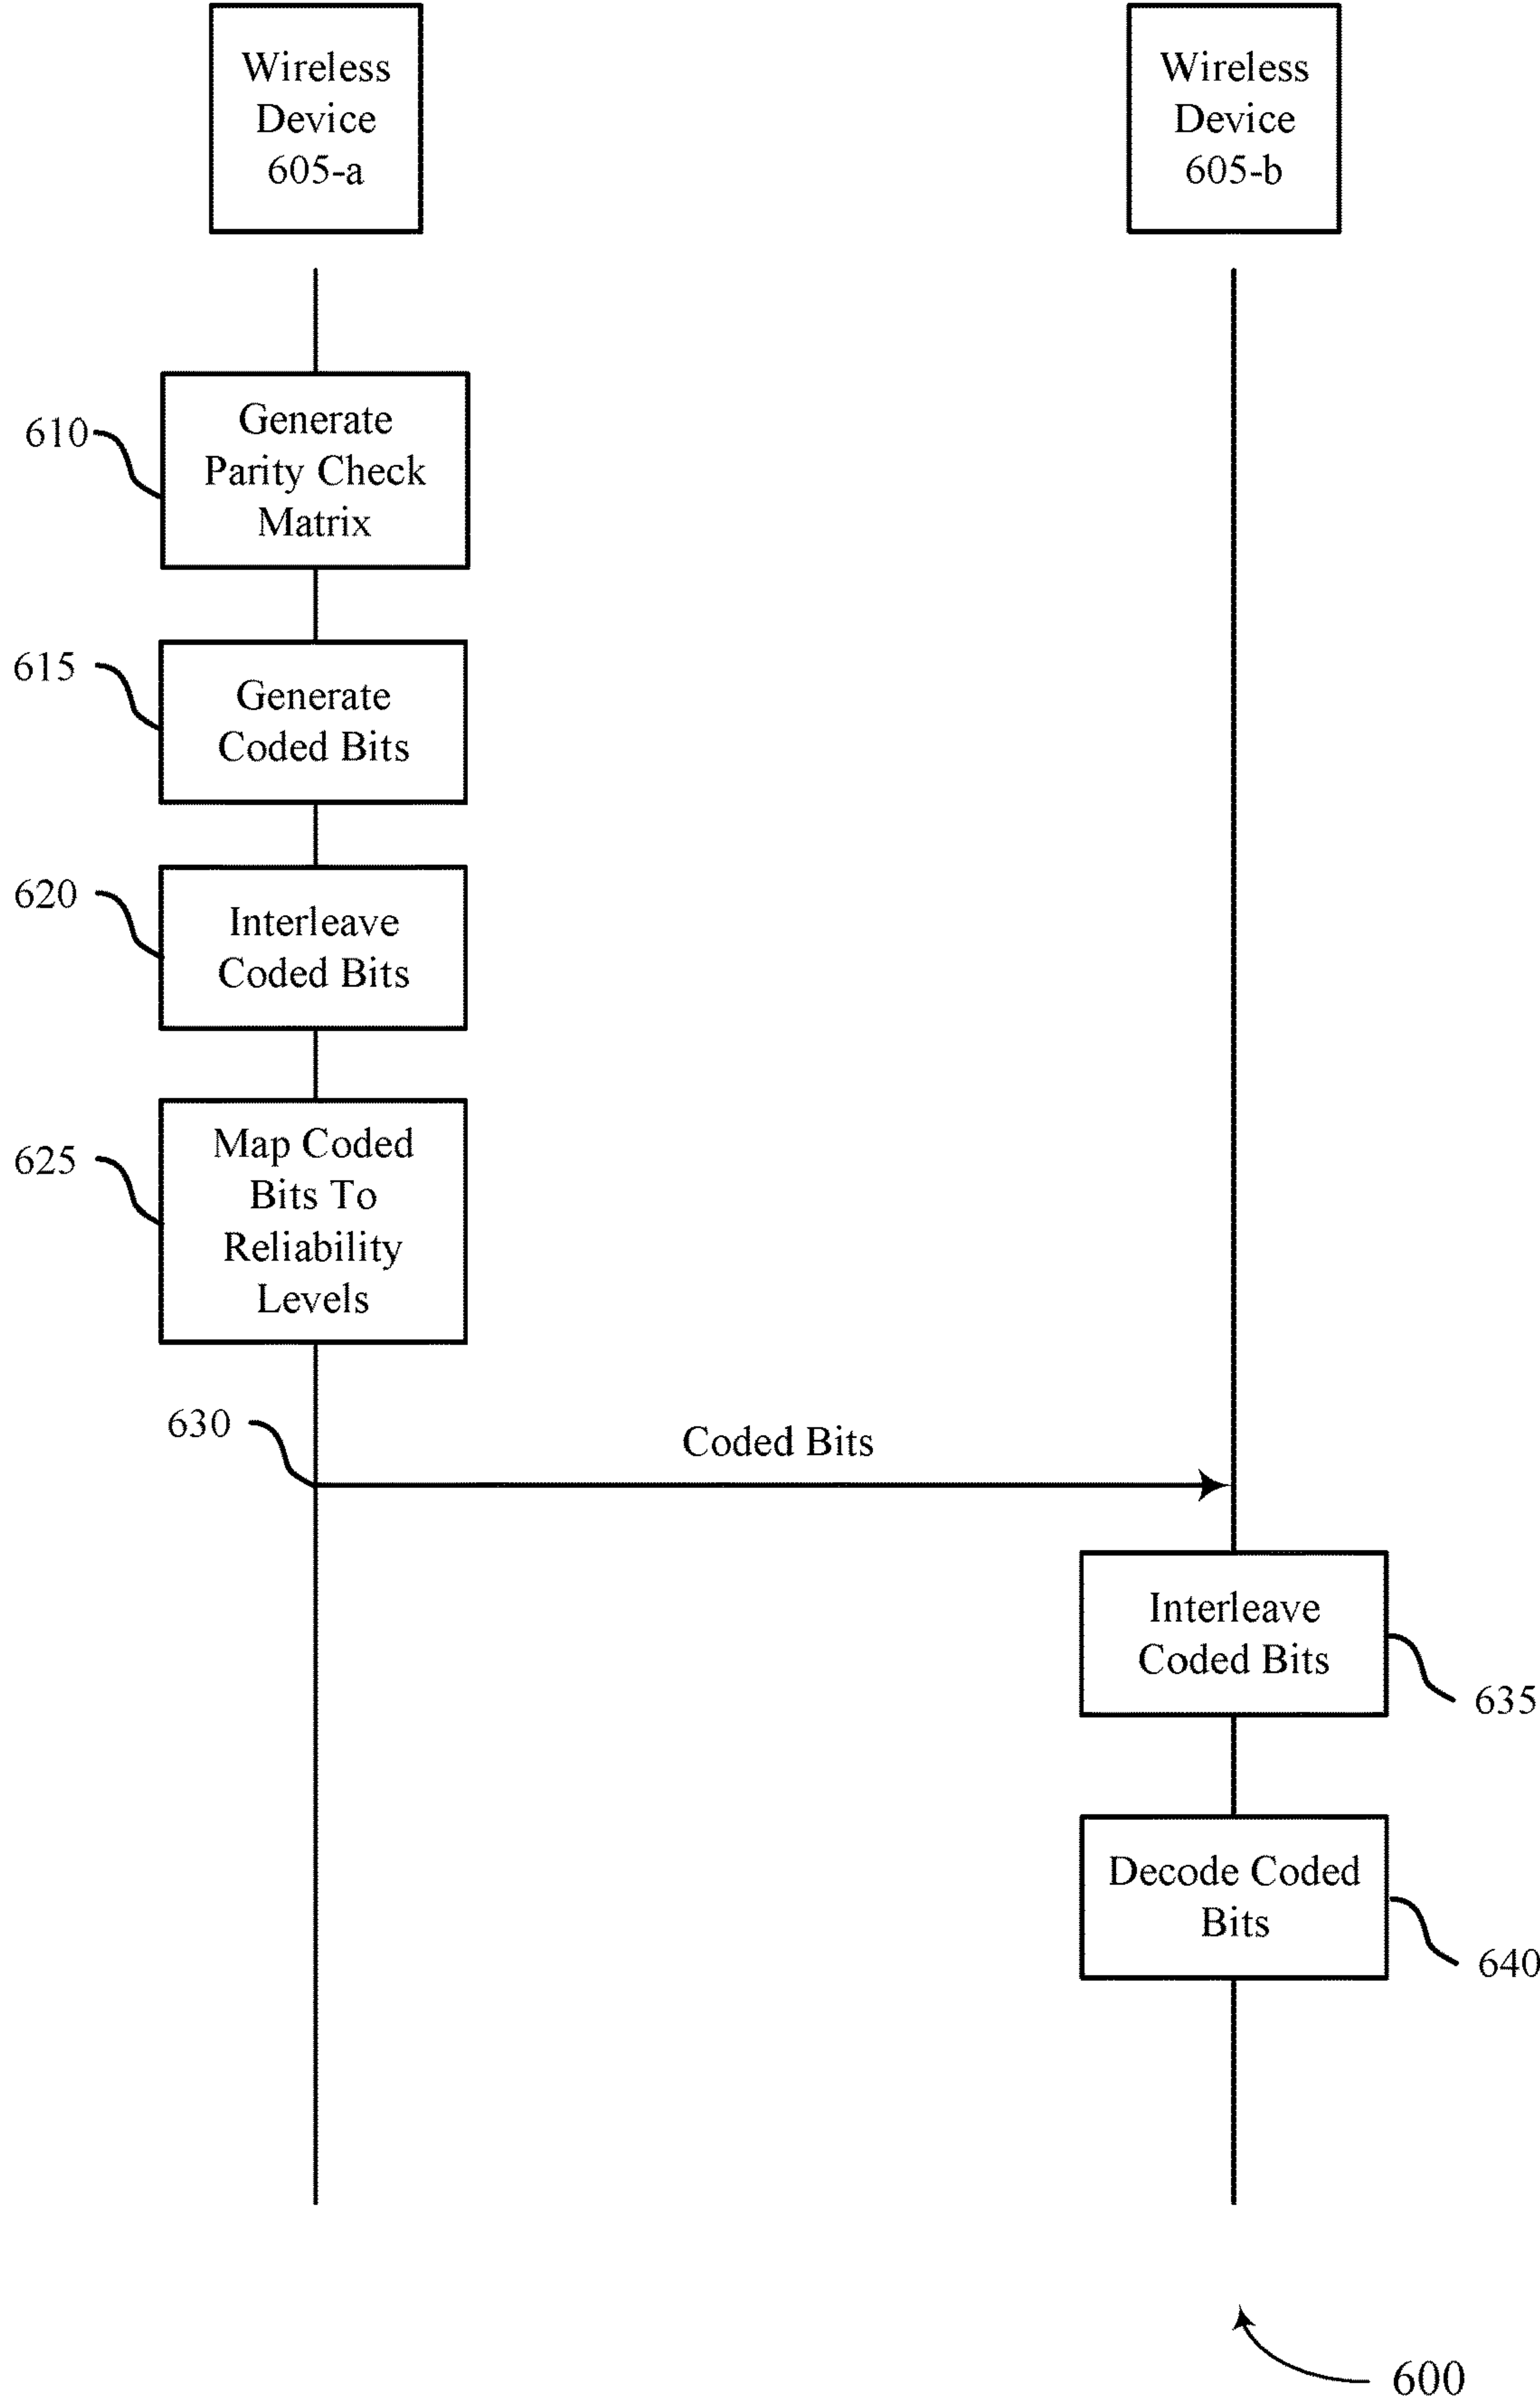 Wireless
Device
605-a
Wireless
Device
605-b
610
Generate
Parity Check
Matrix
615
Generate
Coded Bits
620
Interleave
Coded Bits
625
Map Coded
Bits To
Reliability
Levels
630
Coded Bits
Interleave
Coded Bits
635
Decode Coded
Bits
640
600